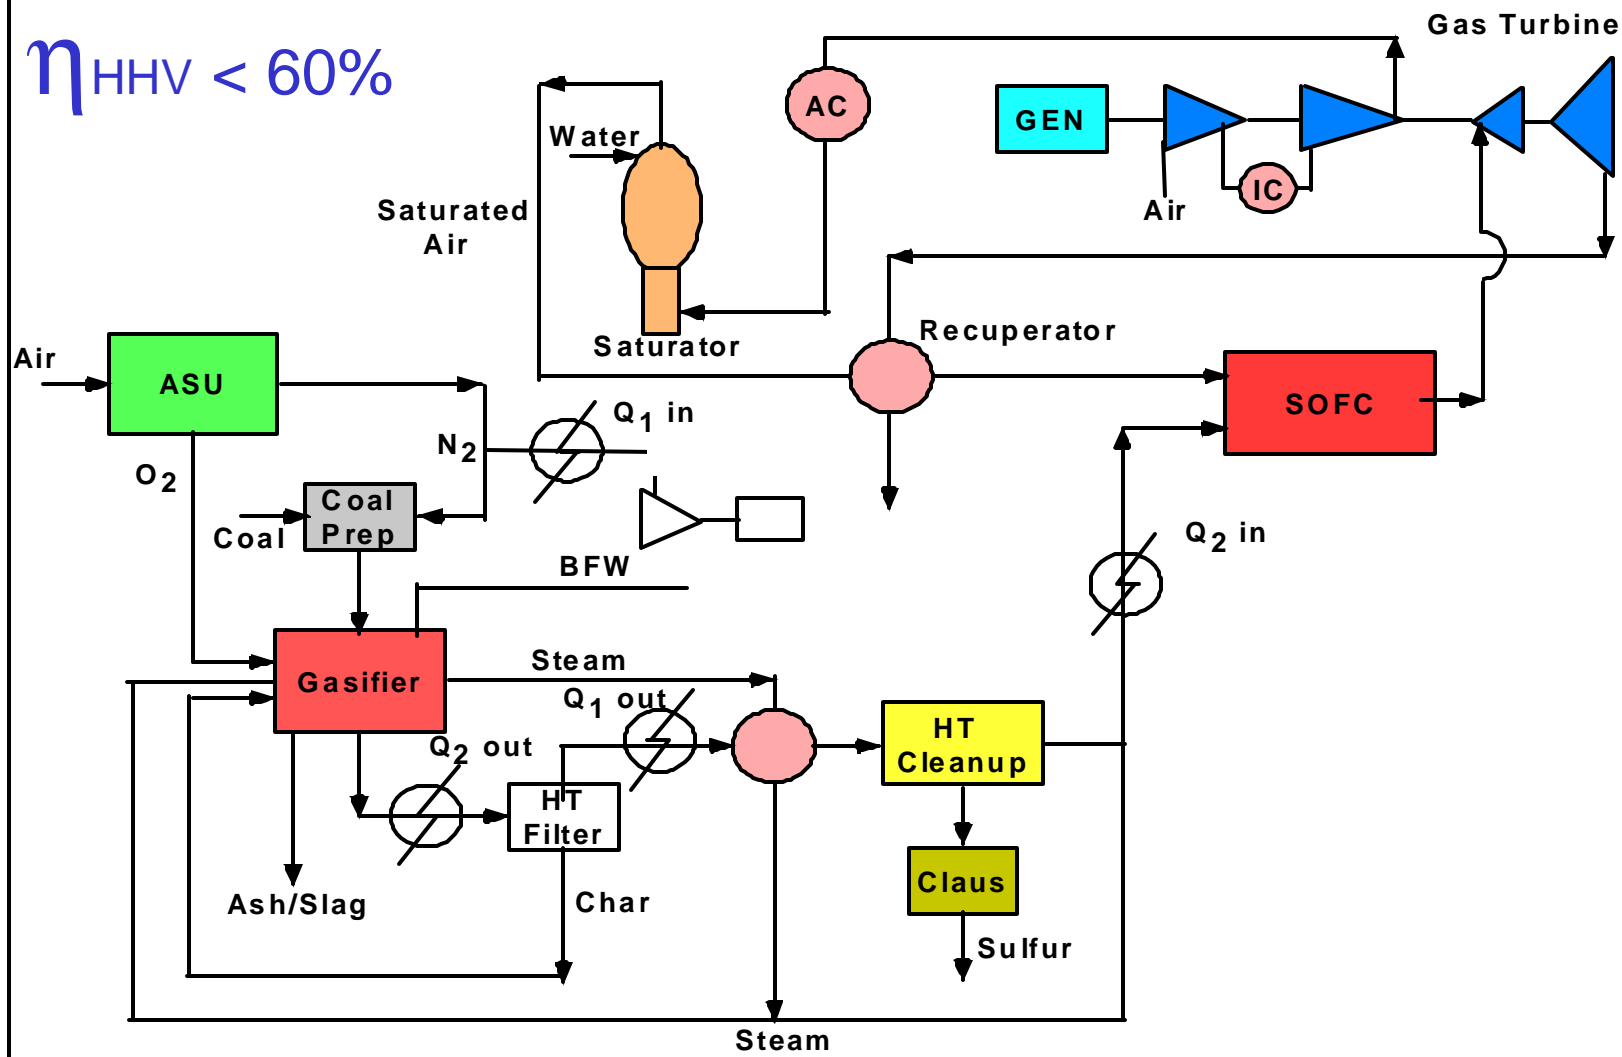 Gas Turbine
ηHHV < 60%
AC
GEN
Water
IC
Air
Saturated
Air
Recuperator
Saturator
Air
ASU
SOFC
Q1 in
N2
O2
Coal
Prep
Coal
Q2 in
BFW
Steam
Gasifier
Q1 out
Q2 out
HT
Cleanup
HT
Filter
Claus
Ash/Slag
Char
Sulfur
Steam